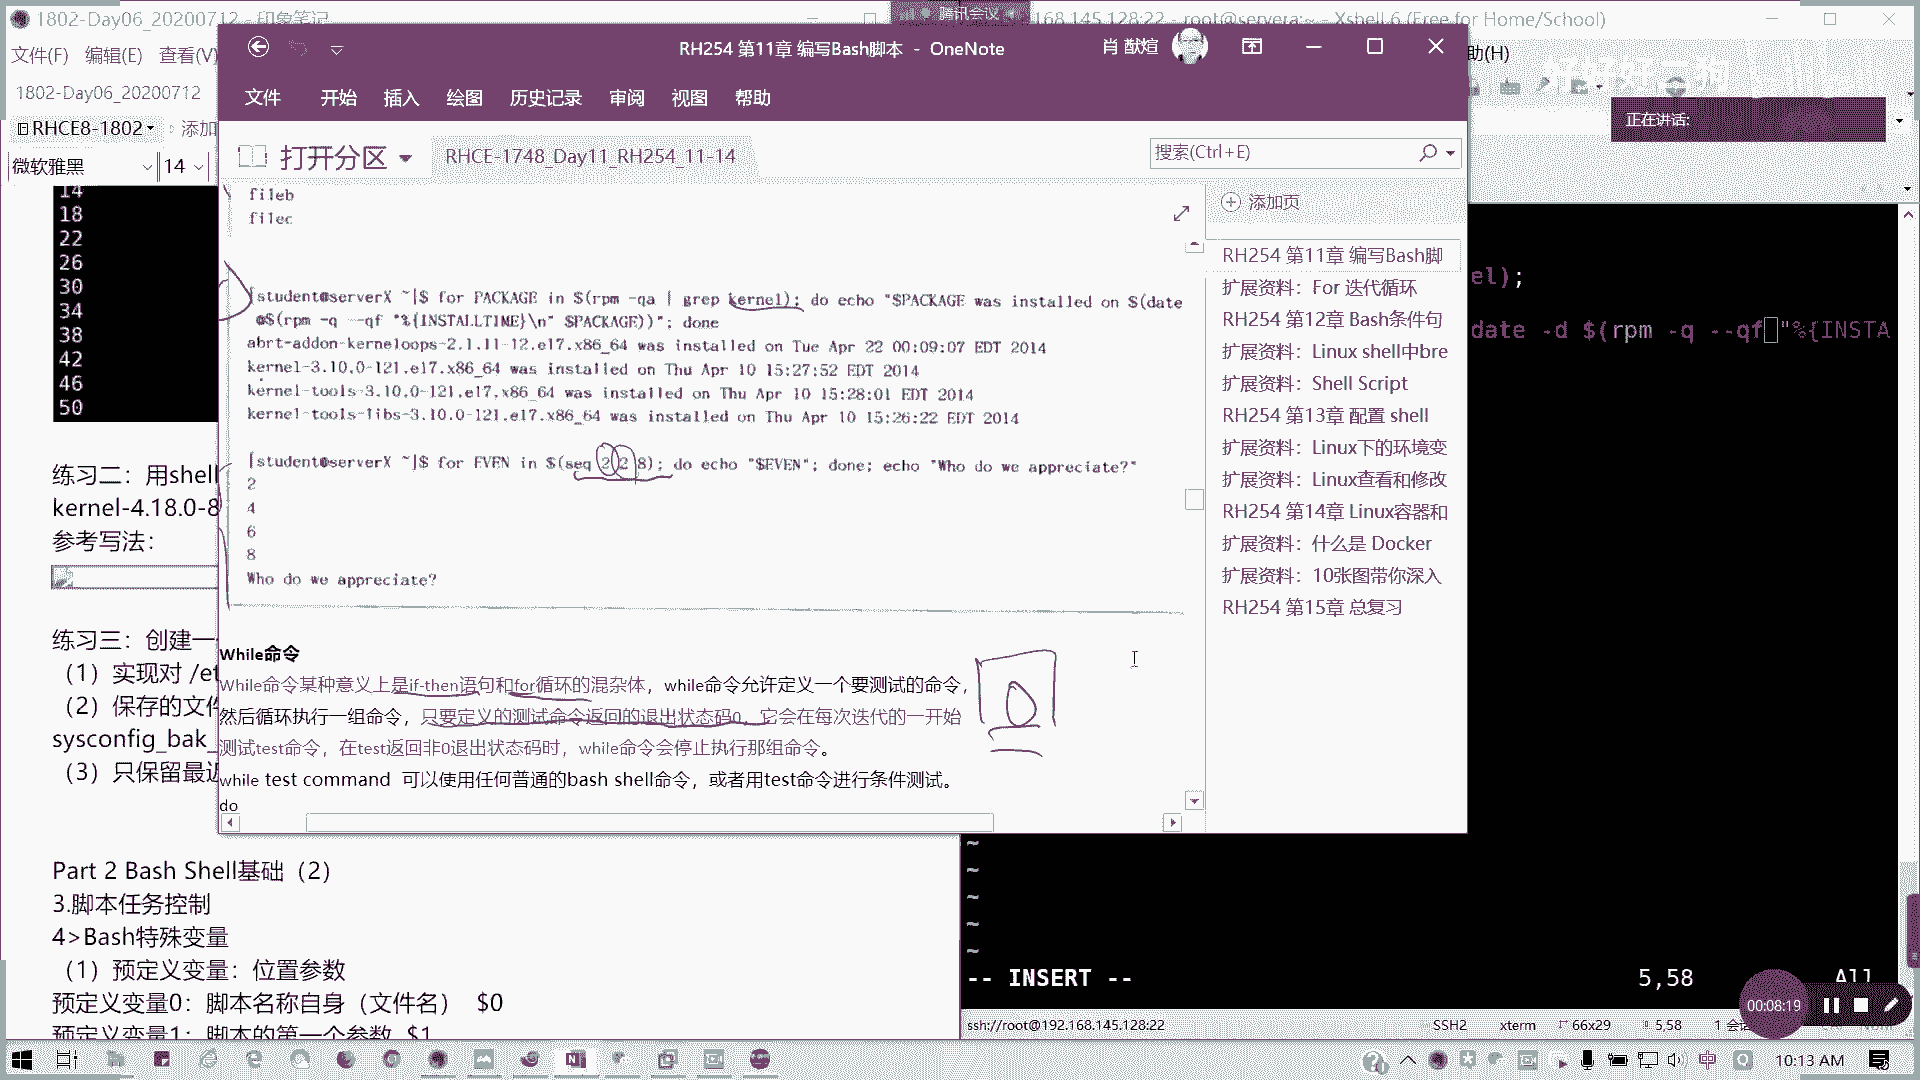 1802-Day06_20200712 - 印象笔记
腾讯会议
168.145.128:22 - root@servera:~ - Xshell 6 (Free for Home/School)
文件(F) 编辑(E) 查看(V)
助(H)
1802-Day06_20200712
RHCE8-1802 添加
微软雅黑 14
正在讲话:
RH254 第11章 编写Bash脚本 - OneNote
肖 猷煊
文件 开始 插入 绘图 历史记录 审阅 视图 帮助
打开分区
RHCE-1748_Day11_RH254_11-14
搜索(Ctrl+E)
添加页
RH254 第11章 编写Bash脚
扩展资料：For 迭代循环
RH254 第12章 Bash条件句
扩展资料：Linux shell中bre
扩展资料：Shell Script
RH254 第13章 配置 shell
扩展资料：Linux下的环境变
扩展资料：Linux查看和修改
RH254 第14章 Linux容器和
扩展资料：什么是 Docker
扩展资料：10张图带你深入
RH254 第15章 总复习
fileb
filec
[student@serverX ~]$ for PACKAGE in $(rpm -qa | grep kernel); do echo "$PACKAGE was installed on $(date
@$(rpm -q --qf "%{INSTALLTIME}\n" $PACKAGE))"; done
abrt-addon-kerneloops-2.1.11-12.el7.x86_64 was installed on Tue Apr 22 00:09:07 EDT 2014
kernel-3.10.0-121.el7.x86_64 was installed on Thu Apr 10 15:27:52 EDT 2014
kernel-tools-3.10.0-121.el7.x86_64 was installed on Thu Apr 10 15:28:01 EDT 2014
kernel-tools-libs-3.10.0-121.el7.x86_64 was installed on Thu Apr 10 15:26:22 EDT 2014
[student@serverX ~]$ for EVEN in $(seq 2 2 8); do echo "$EVEN"; done; echo "Who do we appreciate?"
2
4
6
8
Who do we appreciate?
While命令
While命令某种意义上是if-then语句和for循环的混杂体，while命令允许定义一个要测试的命令，
然后循环执行一组命令，只要定义的测试命令返回的退出状态码0，它会在每次迭代的一开始
测试test命令，在test返回非0退出状态码时，while命令会停止执行那组命令。
while test command 可以使用任何普通的bash shell命令，或者用test命令进行条件测试。
do
0
14
18
22
26
30
34
38
42
46
50
练习二：用shell
kernel-4.18.0-8
参考写法：
练习三：创建一
（1）实现对 /et
（2）保存的文件
sysconfig_bak_
（3）只保留最近
Part 2 Bash Shell基础（2）
3.脚本任务控制
4>Bash特殊变量
（1）预定义变量：位置参数
预定义变量0：脚本名称自身（文件名） $0
预定义变量1：脚本的第一个参数 $1
el);
date -d $(rpm -q --qf "%{INSTA
~
~
~
~
~
-- INSERT -- 5,58 All
00:08:19
ssh://root@192.168.145.128:22 SSH2 xterm 66x29 5,58
10:13 AM